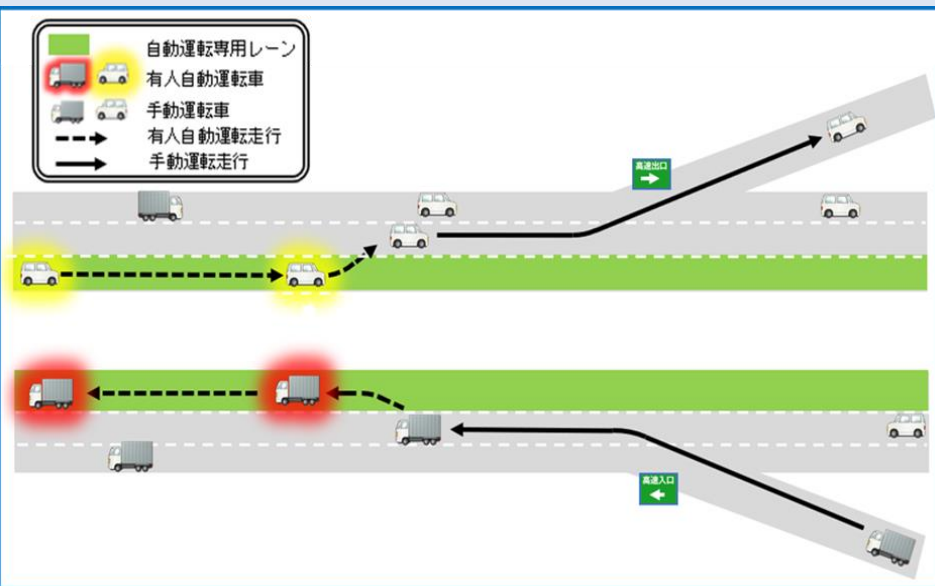 自動運転専用レーン
有人自動運転車
手動運転車
有人自動運転走行
手動運転走行
高速出口
高速入口